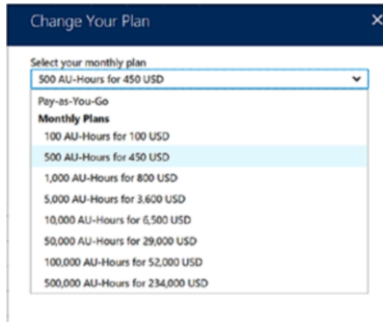 Change Your Plan
Select your monthly plan
500 AU-Hours for 450 USD
Pay-as-You-Go
Monthly Plans
100 AU-Hours for 100 USD
500 AU-Hours for 450 USD
1,000 AU-Hours for 800 USD
5,000 AU-Hours for 3,600 USD
10,000 AU-Hours for 6,500 USD
50,000 AU-Hours for 29,000 USD
100,000 AU-Hours for 52,000 USD
500,000 AU-Hours for 234,000 USD